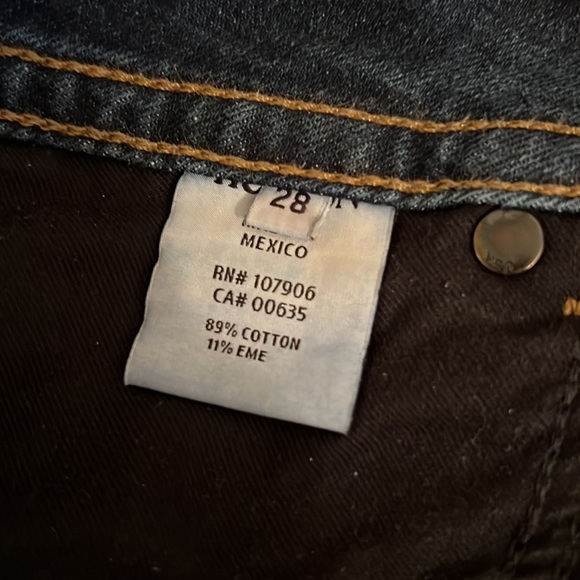 28
MEXICO
RN# 107906
CA# 00635
89% COTTON
11% EME